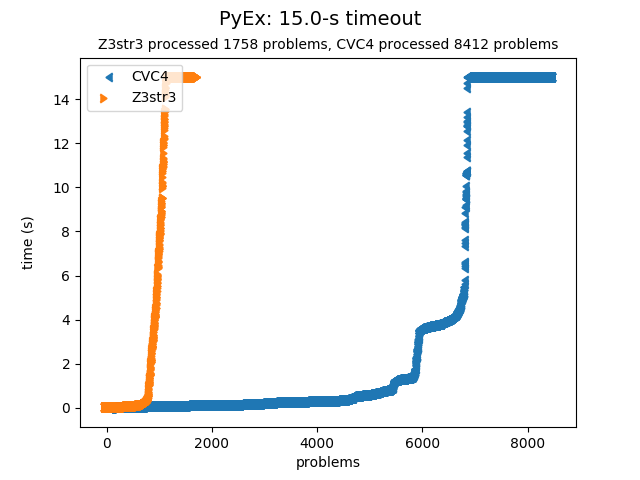 PyEx: 15.0-s timeout
Z3str3 processed 1758 problems, CVC4 processed 8412 problems
CVC4
Z3str3
14
12
10
8
6
4
2
0
time (s)
0 2000 4000 6000 8000
problems